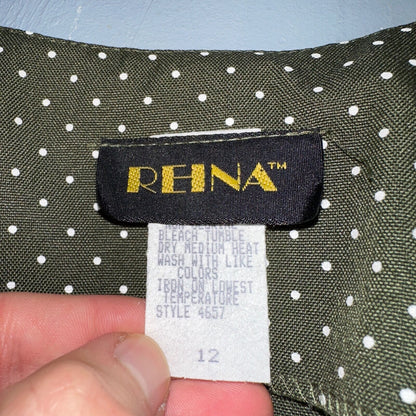 REINA™
BLEACH TUMBLE
DRY MEDIUM HEAT
WASH WITH LIKE
COLORS
IRON ON LOWEST
TEMPERATURE
STYLE 4657
12